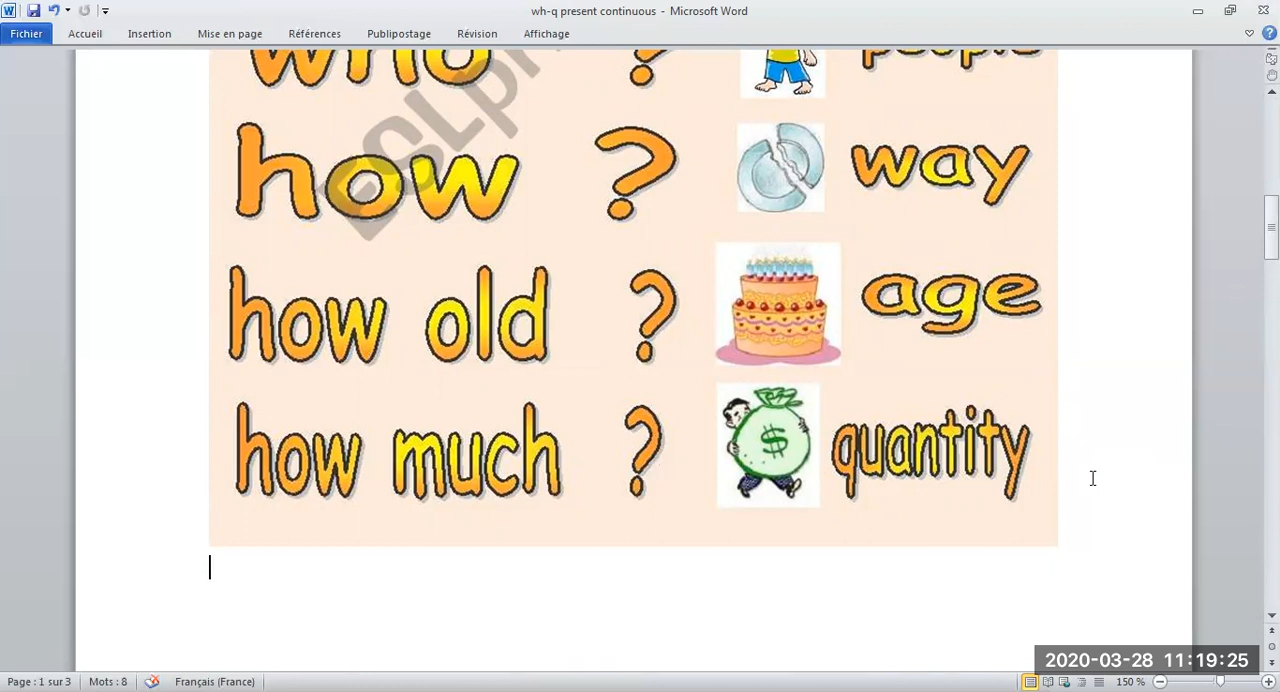 wh-q present continuous - Microsoft Word
Fichier Accueil Insertion Mise en page Références Publipostage Révision Affichage
who ? people
how ? way
how old ? age
how much ? $ quantity
2020-03-28 11:19:25
Page : 1 sur 3 Mots : 8 Français (France) 150 %